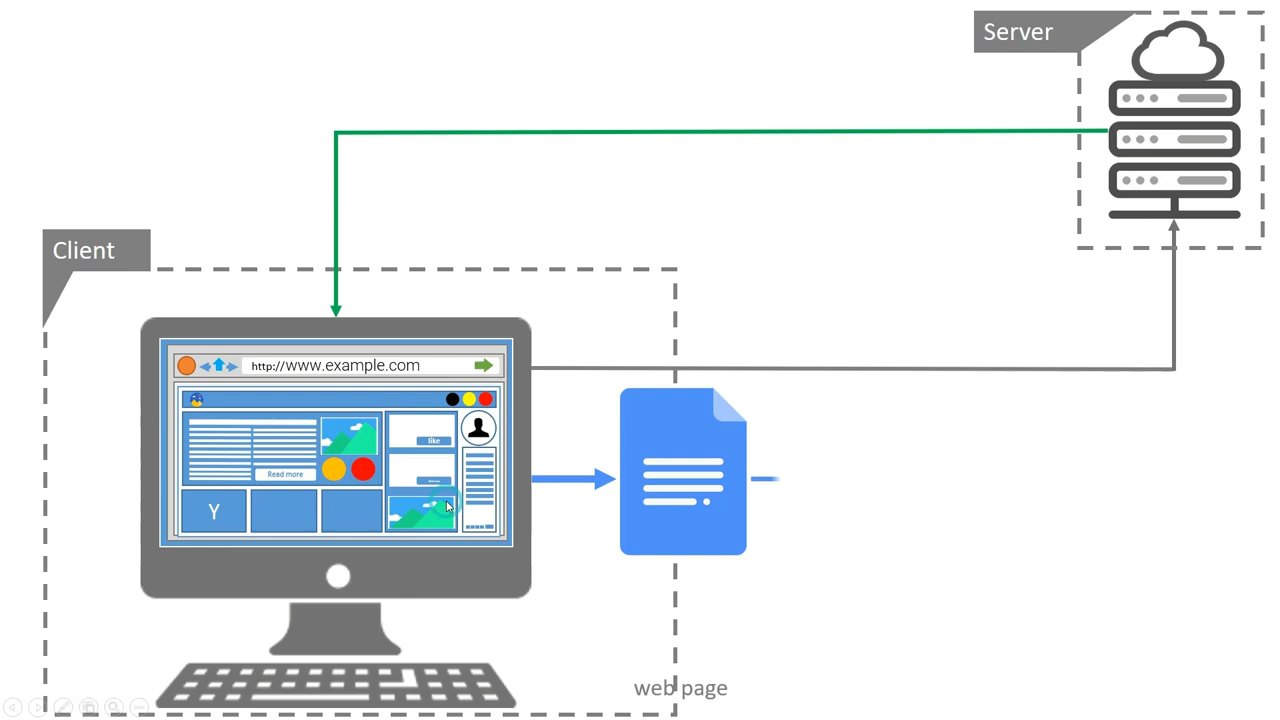 Server
Client
http://www.example.com
like
Read more
Y
web page